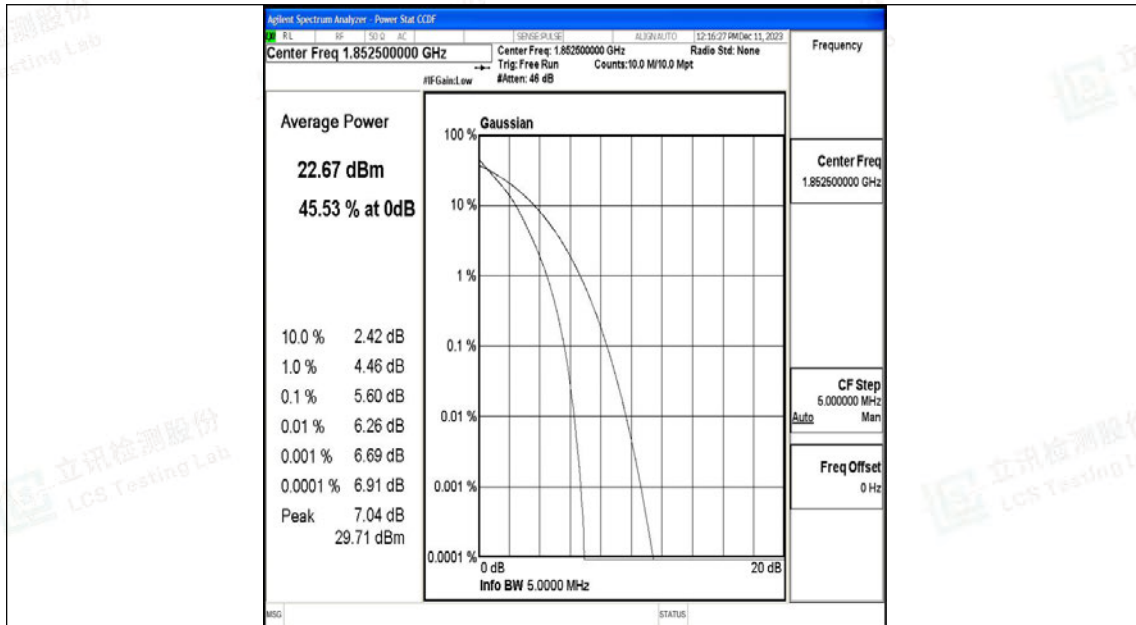 Agilent Spectrum Analyzer - Power Stat CCDF
RL RF 50 Ω AC SENSE:PULSE ALIGNAUTO 12:16:27 PM Dec 11, 2023
Center Freq 1.852500000 GHz
Center Freq: 1.852500000 GHz Radio Std: None
Trig: Free Run Counts:10.0 M/10.0 Mpt
#IFGain:Low #Atten: 46 dB
Frequency
Average Power
22.67 dBm
45.53 % at 0dB
10.0 % 2.42 dB
1.0 % 4.46 dB
0.1 % 5.60 dB
0.01 % 6.26 dB
0.001 % 6.69 dB
0.0001 % 6.91 dB
Peak 7.04 dB
29.71 dBm
Gaussian
100 %
10 %
1 %
0.1 %
0.01 %
0.001 %
0.0001 %
0 dB 20 dB
Info BW 5.0000 MHz
Center Freq
1.852500000 GHz
CF Step
5.000000 MHz
Auto Man
Freq Offset
0 Hz
MSG STATUS
立讯检测股份
LCS Testing Lab
立讯检测股份
LCS Testing L